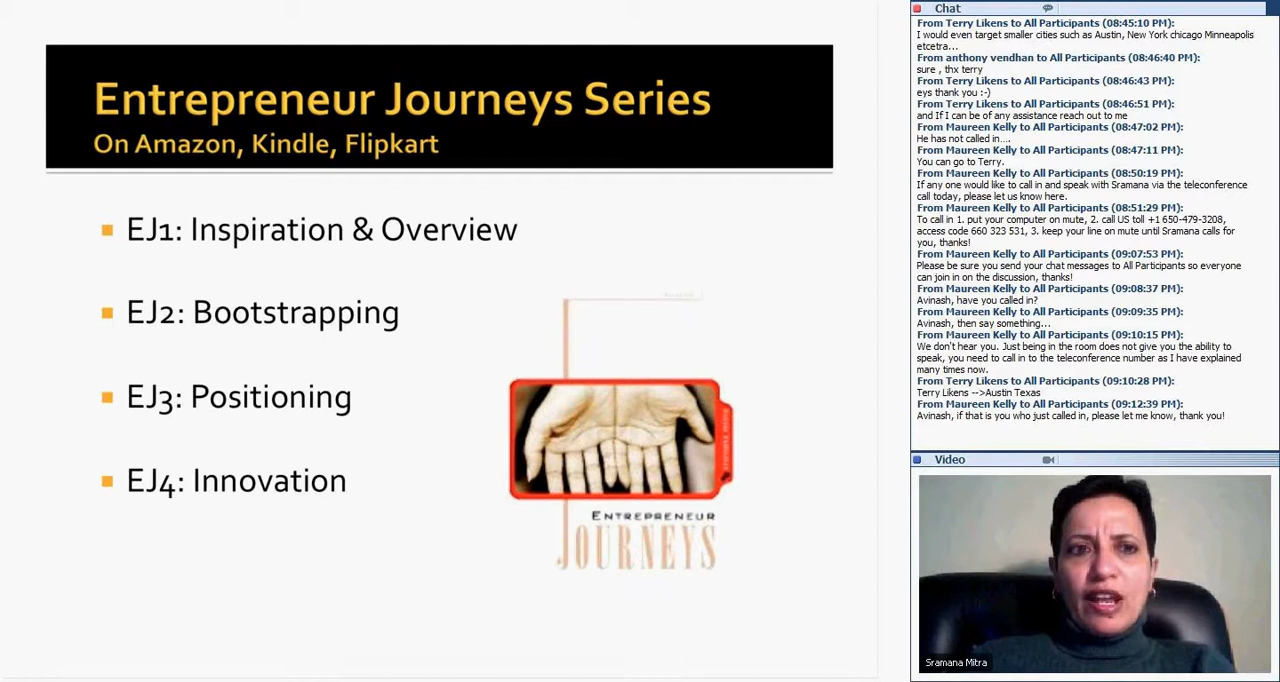 Entrepreneur Journeys Series
On Amazon, Kindle, Flipkart
EJ1: Inspiration & Overview
EJ2: Bootstrapping
EJ3: Positioning
EJ4: Innovation
ENTREPRENEUR
JOURNEYS
Chat
From Terry Likens to All Participants (08:45:10 PM):
I would even target smaller cities such as Austin, New York chicago Minneapolis
etcetra...
From anthony vendhan to All Participants (08:46:40 PM):
sure , thx terry
From Terry Likens to All Participants (08:46:43 PM):
eys thank you :-)
From Terry Likens to All Participants (08:46:51 PM):
and If I can be of any assistance reach out to me
From Maureen Kelly to All Participants (08:47:02 PM):
He has not called in....
From Maureen Kelly to All Participants (08:47:11 PM):
You can go to Terry.
From Maureen Kelly to All Participants (08:50:19 PM):
If any one would like to call in and speak with Sramana via the teleconference
call today, please let us know here.
From Maureen Kelly to All Participants (08:51:29 PM):
To call in 1. put your computer on mute, 2. call US toll +1 650-479-3208,
access code 660 323 531, 3. keep your line on mute until Sramana calls for
you, thanks!
From Maureen Kelly to All Participants (09:07:53 PM):
Please be sure you send your chat messages to All Participants so everyone
can join in on the discussion, thanks!
From Maureen Kelly to All Participants (09:08:37 PM):
Avinash, have you called in?
From Maureen Kelly to All Participants (09:09:35 PM):
Avinash, then say something...
From Maureen Kelly to All Participants (09:10:15 PM):
We don't hear you. Just being in the room does not give you the ability to
speak, you need to call in to the teleconference number as I have explained
many times now.
From Terry Likens to All Participants (09:10:28 PM):
Terry Likens -->Austin Texas
From Maureen Kelly to All Participants (09:12:39 PM):
Avinash, if that is you who just called in, please let me know, thank you!
Video
Sramana Mitra